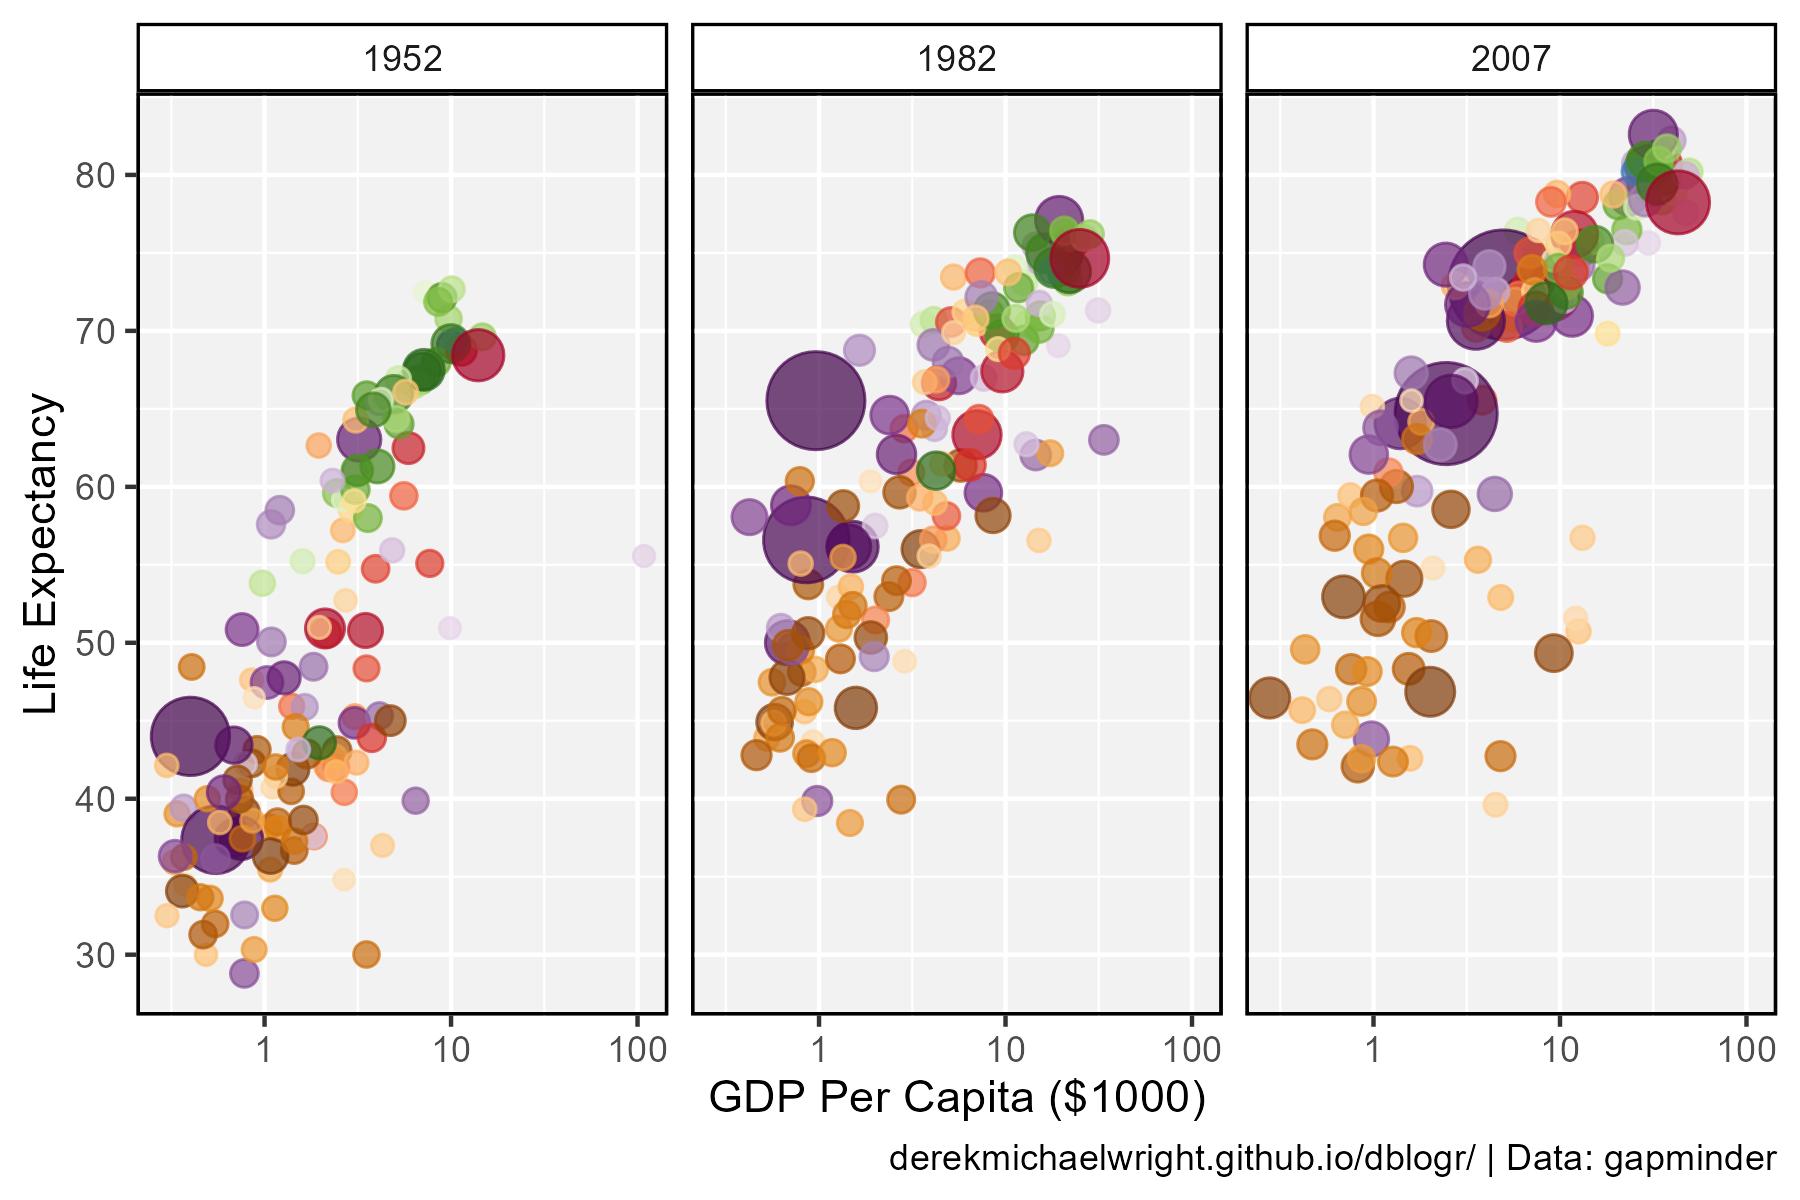 1952 1982 2007
Life Expectancy
80
70
60
50
40
30
1 10 100 1 10 100 1 10 100
GDP Per Capita ($1000)
derekmichaelwright.github.io/dblogr/ | Data: gapminder